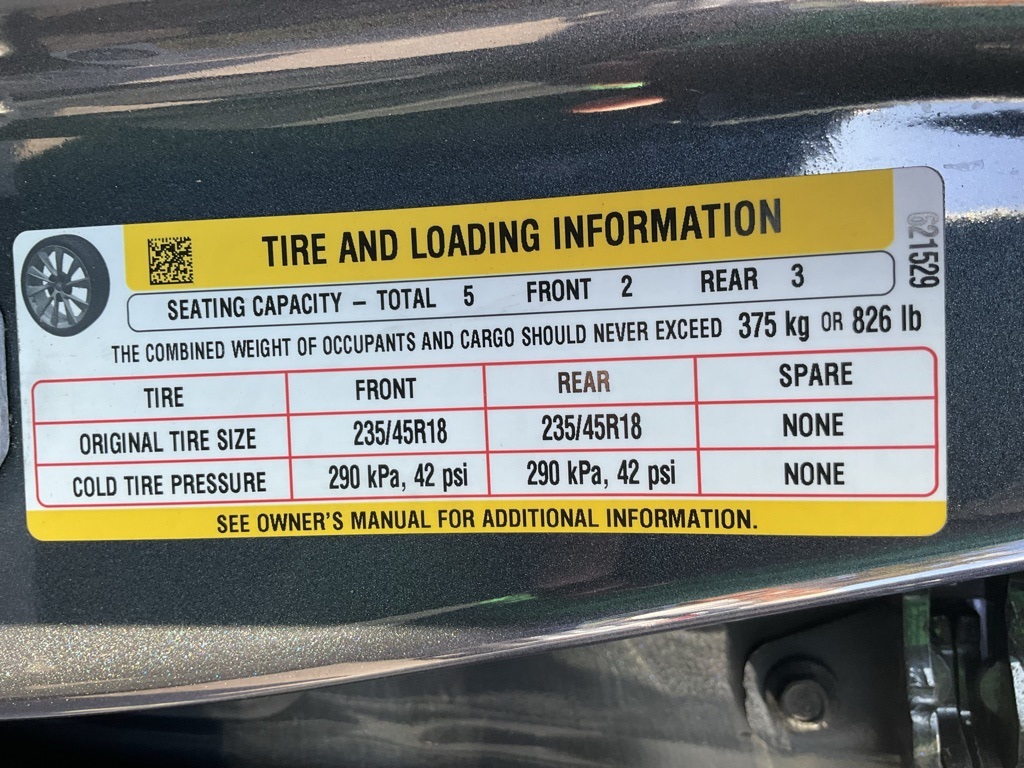 TIRE AND LOADING INFORMATION
621529
SEATING CAPACITY – TOTAL 5 FRONT 2 REAR 3
THE COMBINED WEIGHT OF OCCUPANTS AND CARGO SHOULD NEVER EXCEED 375 kg OR 826 lb
TIRE FRONT REAR SPARE
ORIGINAL TIRE SIZE 235/45R18 235/45R18 NONE
COLD TIRE PRESSURE 290 kPa, 42 psi 290 kPa, 42 psi NONE
SEE OWNER'S MANUAL FOR ADDITIONAL INFORMATION.